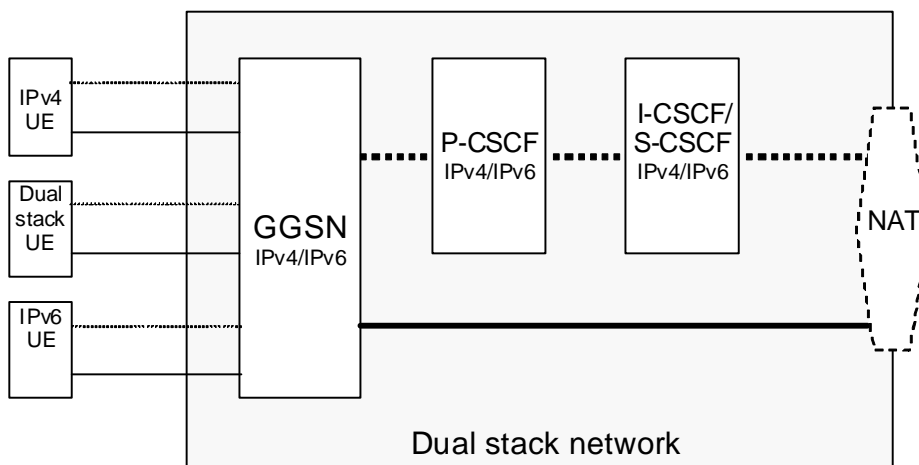 IPv4
UE
Dual
stack
UE
IPv6
UE
GGSN
IPv4/IPv6
P-CSCF
IPv4/IPv6
I-CSCF/
S-CSCF
IPv4/IPv6
NAT
Dual stack network